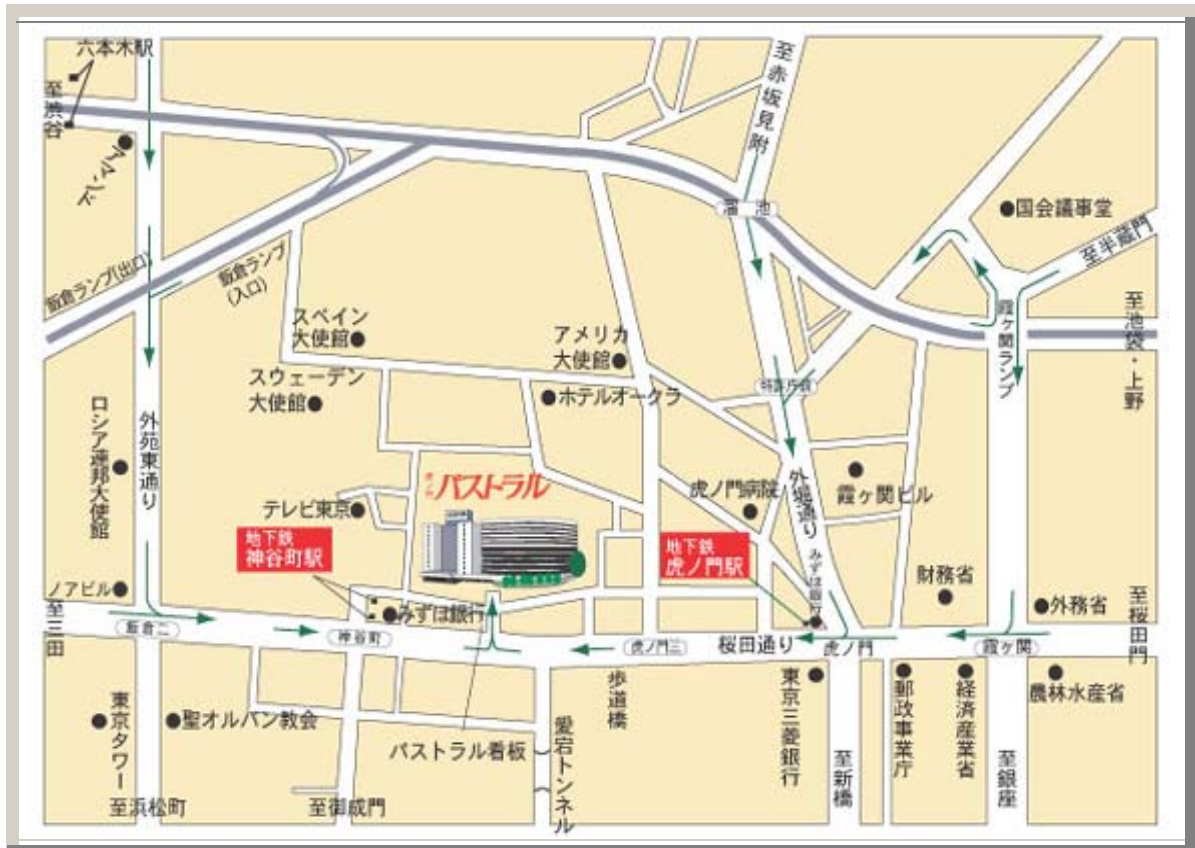 六本木駅
至渋谷
アマンド
至赤坂見附
溜池
国会議事堂
至半蔵門
飯倉ランプ(出口)
飯倉ランプ
(入口)
霞ヶ関ランプ
至池袋・上野
スペイン
大使館
アメリカ
大使館
スウェーデン
大使館
ホテルオークラ
特許庁前
ロシア連邦大使館
外苑東通り
パストラル
テレビ東京
虎ノ門病院
外堀通り
霞ヶ関ビル
地下鉄
神谷町駅
地下鉄
虎ノ門駅
みずほ銀行
財務省
ノアビル
みずほ銀行
外務省
至三田
飯倉二
神谷町
虎ノ門三
桜田通り
虎ノ門
霞ヶ関
至桜田門
東京タワー
聖オルバン教会
パストラル看板
愛宕トンネル
歩道橋
東京三菱銀行
至新橋
郵政事業庁
経済産業省
至銀座
農林水産省
至浜松町
至御成門